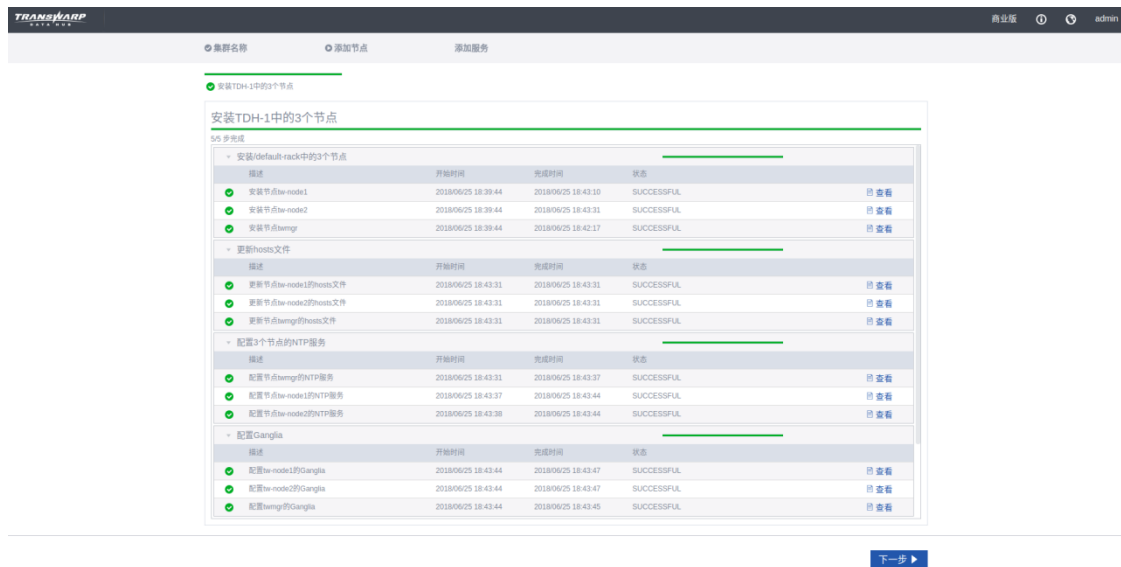 TRANSWARP
DATA HUB
商业版 admin
集群名称 添加节点 添加服务
安装TDH-1中的3个节点
安装TDH-1中的3个节点
5/5 步完成
安装/default-rack中的3个节点
描述 开始时间 完成时间 状态
安装节点tw-node1 2018/06/25 18:39:44 2018/06/25 18:43:10 SUCCESSFUL 查看
安装节点tw-node2 2018/06/25 18:39:44 2018/06/25 18:43:31 SUCCESSFUL 查看
安装节点twmgr 2018/06/25 18:39:44 2018/06/25 18:42:17 SUCCESSFUL 查看
更新hosts文件
描述 开始时间 完成时间 状态
更新节点tw-node1的hosts文件 2018/06/25 18:43:31 2018/06/25 18:43:31 SUCCESSFUL 查看
更新节点tw-node2的hosts文件 2018/06/25 18:43:31 2018/06/25 18:43:31 SUCCESSFUL 查看
更新节点twmgr的hosts文件 2018/06/25 18:43:31 2018/06/25 18:43:31 SUCCESSFUL 查看
配置3个节点的NTP服务
描述 开始时间 完成时间 状态
配置节点twmgr的NTP服务 2018/06/25 18:43:31 2018/06/25 18:43:37 SUCCESSFUL 查看
配置节点tw-node1的NTP服务 2018/06/25 18:43:37 2018/06/25 18:43:44 SUCCESSFUL 查看
配置节点tw-node2的NTP服务 2018/06/25 18:43:38 2018/06/25 18:43:44 SUCCESSFUL 查看
配置Ganglia
描述 开始时间 完成时间 状态
配置tw-node1的Ganglia 2018/06/25 18:43:44 2018/06/25 18:43:47 SUCCESSFUL 查看
配置tw-node2的Ganglia 2018/06/25 18:43:44 2018/06/25 18:43:47 SUCCESSFUL 查看
配置twmgr的Ganglia 2018/06/25 18:43:44 2018/06/25 18:43:45 SUCCESSFUL 查看
下一步